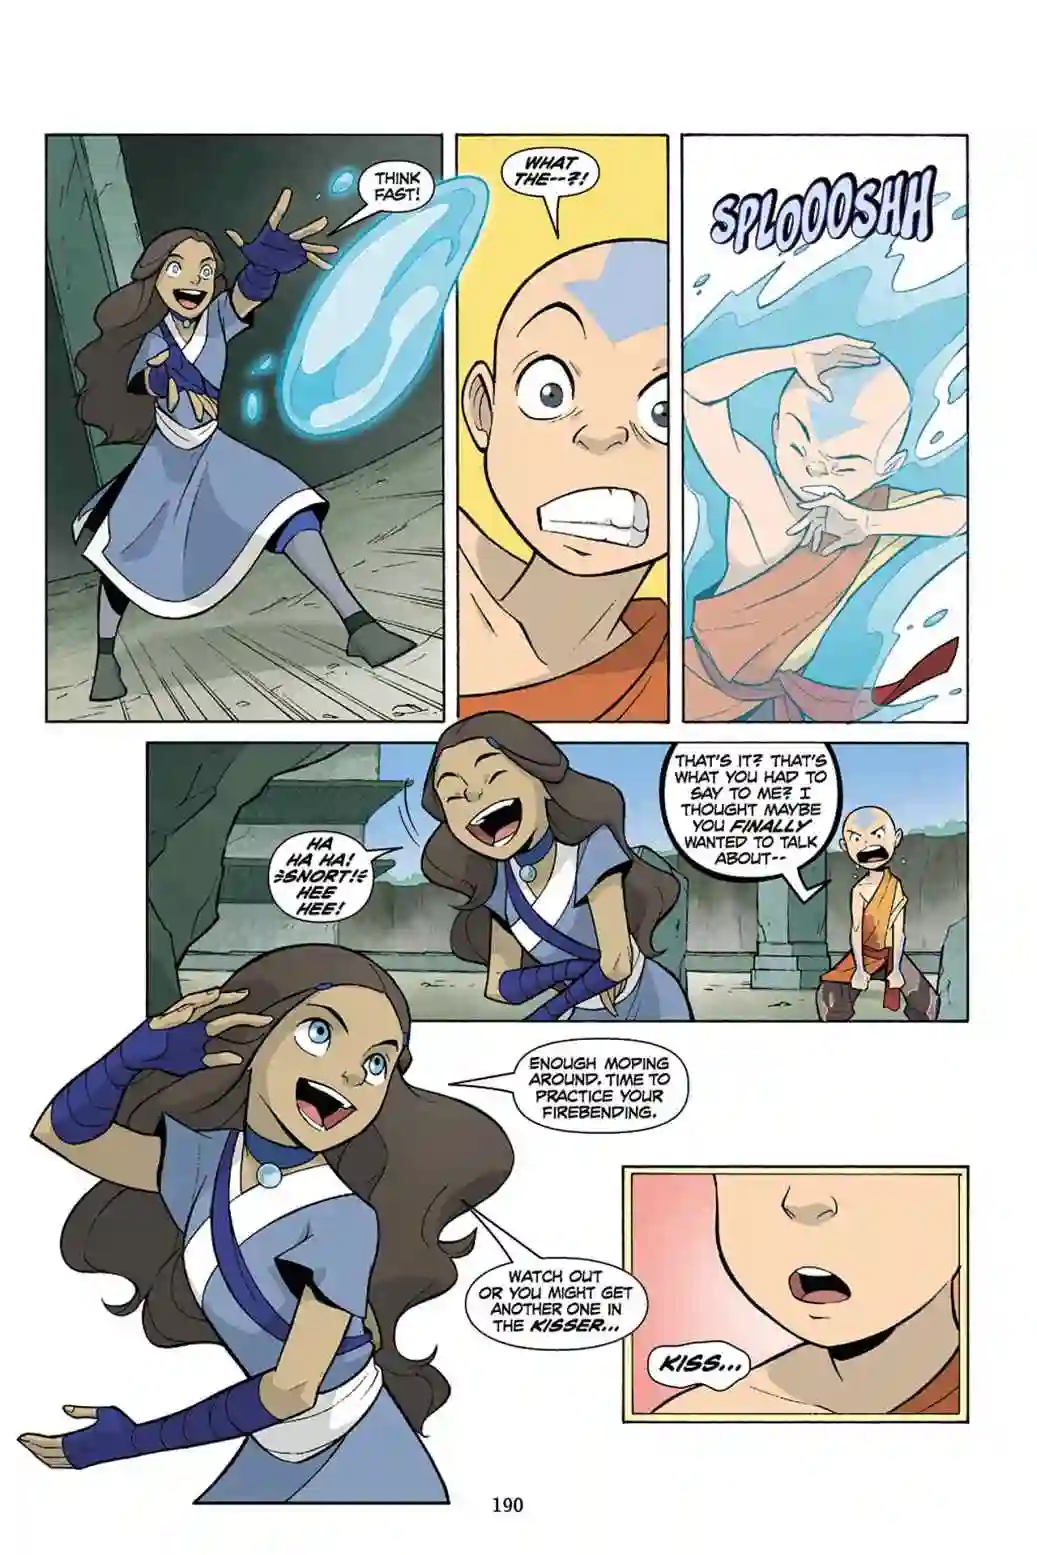 THINK
FAST!
WHAT
THE--?!
SPLOOOSHH
HA
HA HA!
SNORT!
HEE
HEE!
THAT'S IT? THAT'S
WHAT YOU HAD TO
SAY TO ME? I
THOUGHT MAYBE
YOU FINALLY
WANTED TO TALK
ABOUT--
ENOUGH MOPING
AROUND. TIME TO
PRACTICE YOUR
FIREBENDING.
WATCH OUT
OR YOU MIGHT GET
ANOTHER ONE IN
THE KISSER...
KISS...
190